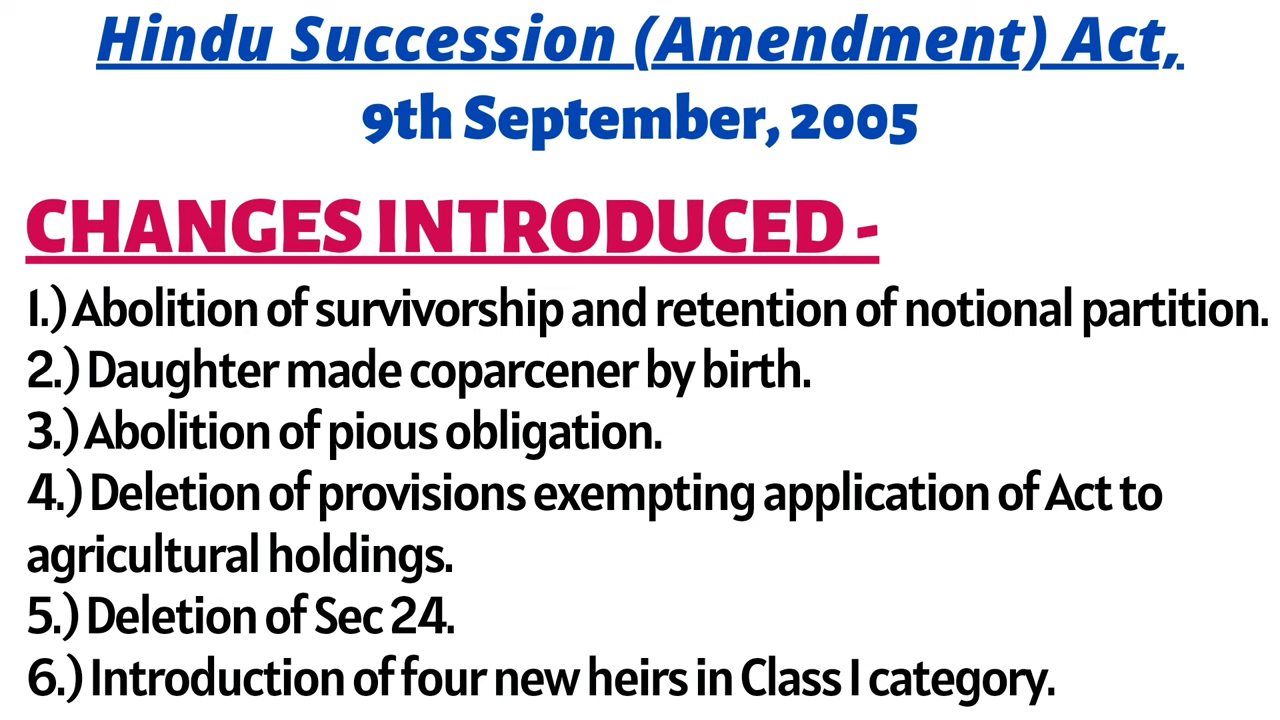 Hindu Succession (Amendment) Act,
9th September, 2005
CHANGES INTRODUCED -
1.) Abolition of survivorship and retention of notional partition.
2.) Daughter made coparcener by birth.
3.) Abolition of pious obligation.
4.) Deletion of provisions exempting application of Act to
agricultural holdings.
5.) Deletion of Sec 24.
6.) Introduction of four new heirs in Class I category.